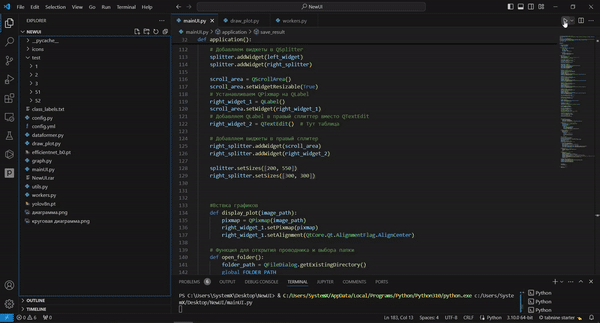 File Edit Selection View Go Run Terminal Help
NewUI
EXPLORER
mainUI.py
draw_plot.py
workers.py
NEWUI
mainUI.py > application > save_result
__pycache__
icons
test
1
2
3
S1
S2
class_labels.txt
config.py
config.yml
dataformer.py
draw_plot.py
efficientnet_b0.pt
graph.py
mainUI.py
NewUI.rar
utils.py
workers.py
yolov8n.pt
диаграмма.png
круговая диаграмма.png
OUTLINE
TIMELINE
32 def application():
112 # Добавляем виджеты в QSplitter
113 splitter.addWidget(left_widget)
114 splitter.addWidget(right_splitter)
115
116 scroll_area = QScrollArea()
117 scroll_area.setWidgetResizable(True)
118 # Устанавливаем QPixmap на QLabel
119 right_widget_1 = QLabel()
120 scroll_area.setWidget(right_widget_1)
121 # Добавляем QLabel в правый сплиттер вместо QTextEdit
122 right_widget_2 = QTextEdit() # Тут таблица
123
124 # Добавляем виджеты в правый сплиттер
125 right_splitter.addWidget(scroll_area)
126 right_splitter.addWidget(right_widget_2)
127
128 splitter.setSizes([200, 550])
129 right_splitter.setSizes([300, 300])
130
131
132
133 #Вставка графиков
134 def display_plot(image_path):
135 pixmap = QPixmap(image_path)
136 right_widget_1.setPixmap(pixmap)
137 right_widget_1.setAlignment(QtCore.Qt.AlignmentFlag.AlignCenter)
138
139 # Функция для открытия проводника и выбора папки
140 def open_folder():
141 folder_path = QFileDialog.getExistingDirectory()
142 global FOLDER_PATH
PROBLEMS 6 OUTPUT DEBUG CONSOLE TERMINAL JUPYTER COMMENTS PORTS
PS C:\Users\SystemX\Desktop\NewUI> & C:/Users/SystemX/AppData/Local/Programs/Python/Python310/python.exe c:/Users/SystemX/Desktop/NewUI/mainUI.py
Python
Python
Python
Ln 183, Col 13 Spaces: 4 UTF-8 CRLF Python 3.10.0 64-bit tabnine starter